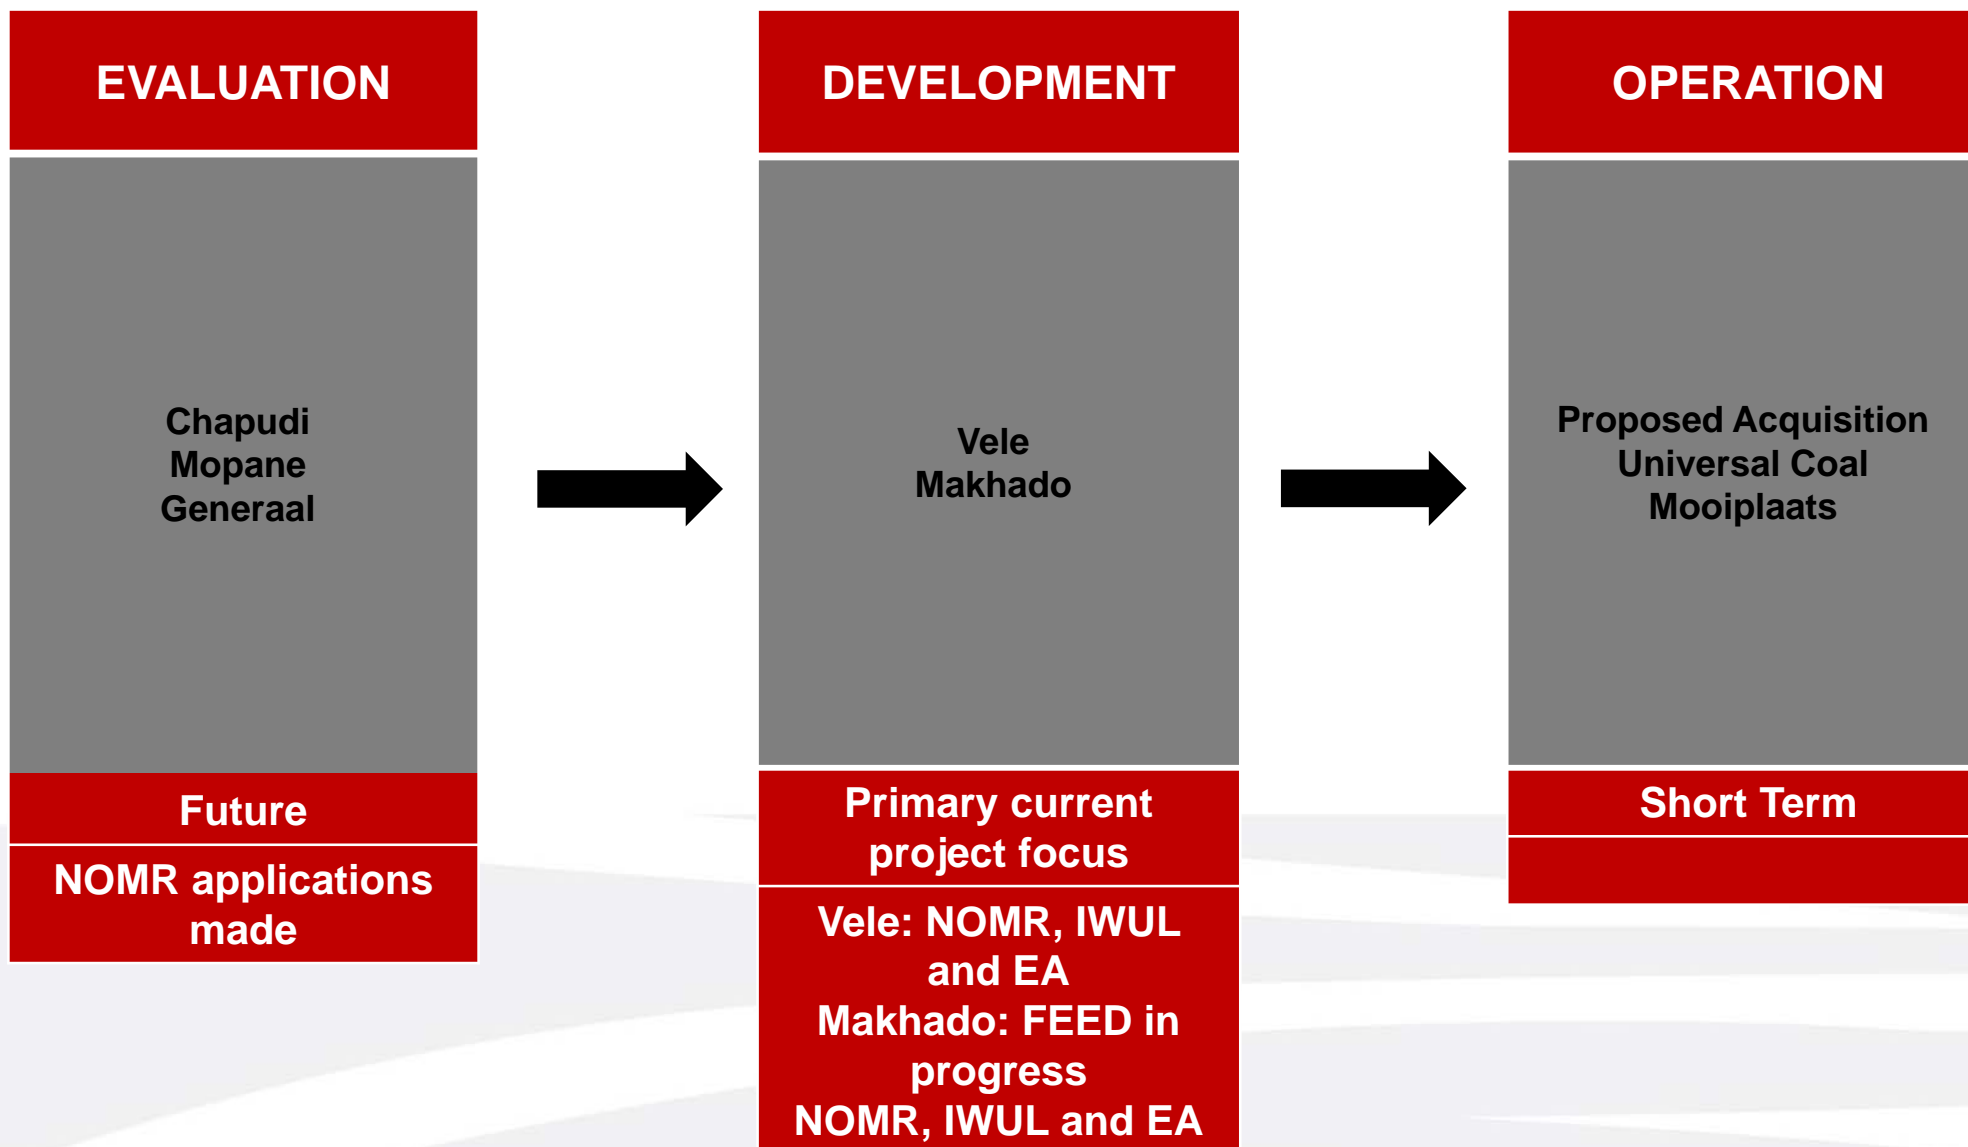 EVALUATION
Chapudi
Mopane
Generaal
Future
NOMR applications
made
DEVELOPMENT
Vele
Makhado
Primary current
project focus
Vele: NOMR, IWUL
and EA
Makhado: FEED in
progress
NOMR, IWUL and EA
OPERATION
Proposed Acquisition
Universal Coal
Mooiplaats
Short Term